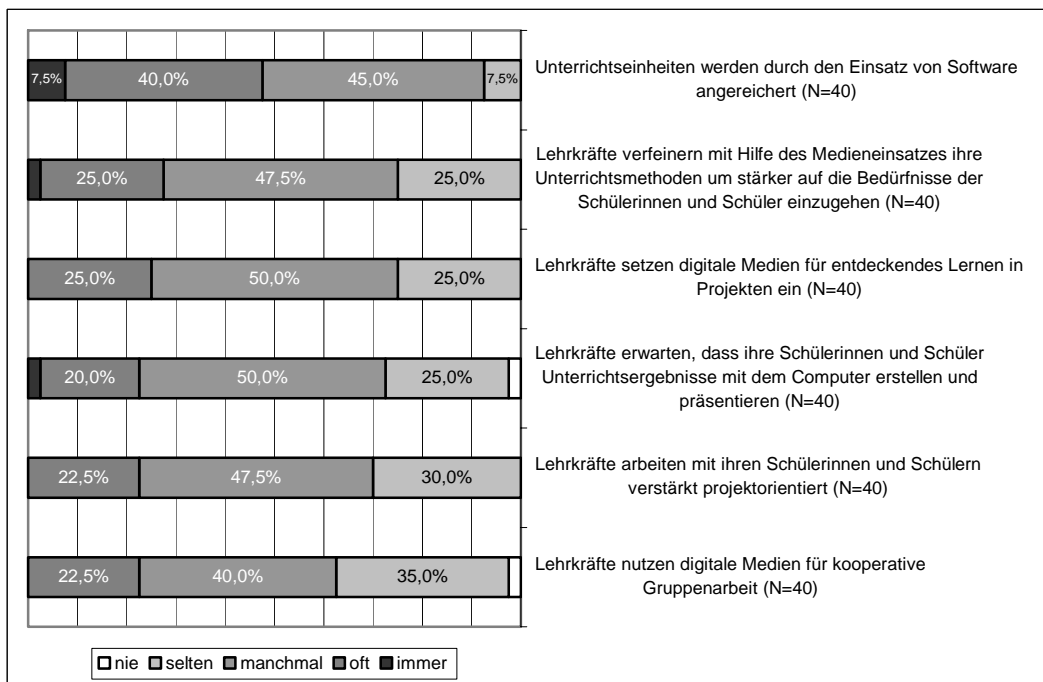 7,5% 40,0% 45,0% 7,5%
Unterrichtseinheiten werden durch den Einsatz von Software
angereichert (N=40)
25,0% 47,5% 25,0%
Lehrkräfte verfeinern mit Hilfe des Medieneinsatzes ihre
Unterrichtsmethoden um stärker auf die Bedürfnisse der
Schülerinnen und Schüler einzugehen (N=40)
25,0% 50,0% 25,0%
Lehrkräfte setzen digitale Medien für entdeckendes Lernen in
Projekten ein (N=40)
20,0% 50,0% 25,0%
Lehrkräfte erwarten, dass ihre Schülerinnen und Schüler
Unterrichtsergebnisse mit dem Computer erstellen und
präsentieren (N=40)
22,5% 47,5% 30,0%
Lehrkräfte arbeiten mit ihren Schülerinnen und Schülern
verstärkt projektorientiert (N=40)
22,5% 40,0% 35,0%
Lehrkräfte nutzen digitale Medien für kooperative
Gruppenarbeit (N=40)
nie selten manchmal oft immer